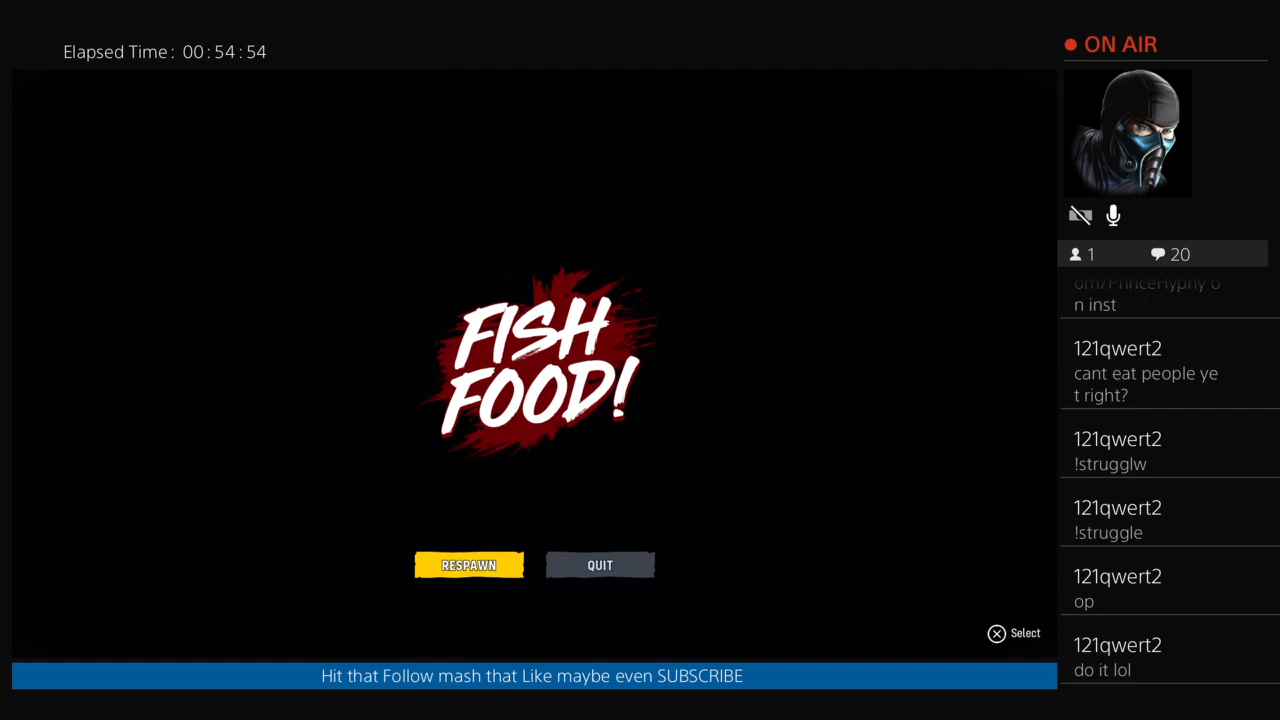 Elapsed Time: 00:54:54
ON AIR
1 20
om/PrinceHyphy o
n inst
121qwert2
cant eat people ye
t right?
121qwert2
!strugglw
121qwert2
!struggle
121qwert2
op
121qwert2
do it lol
FISH
FOOD!
RESPAWN QUIT
Select
Hit that Follow mash that Like maybe even SUBSCRIBE